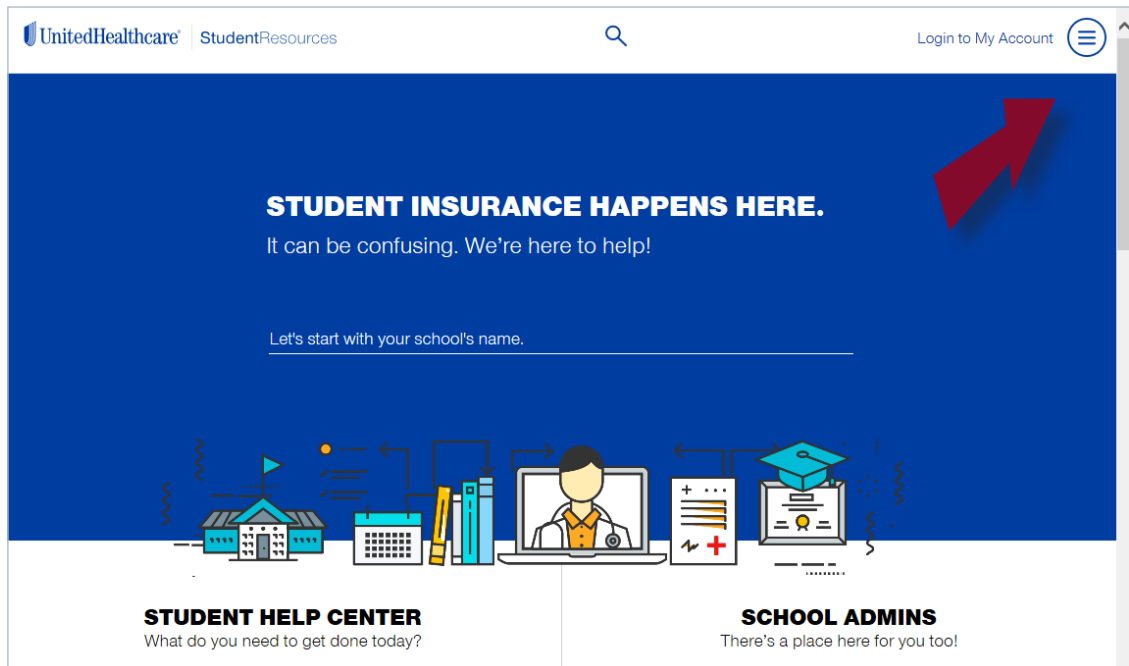 UnitedHealthcare® StudentResources
Login to My Account
STUDENT INSURANCE HAPPENS HERE.
It can be confusing. We're here to help!
Let's start with your school's name.
STUDENT HELP CENTER
What do you need to get done today?
SCHOOL ADMINS
There's a place here for you too!